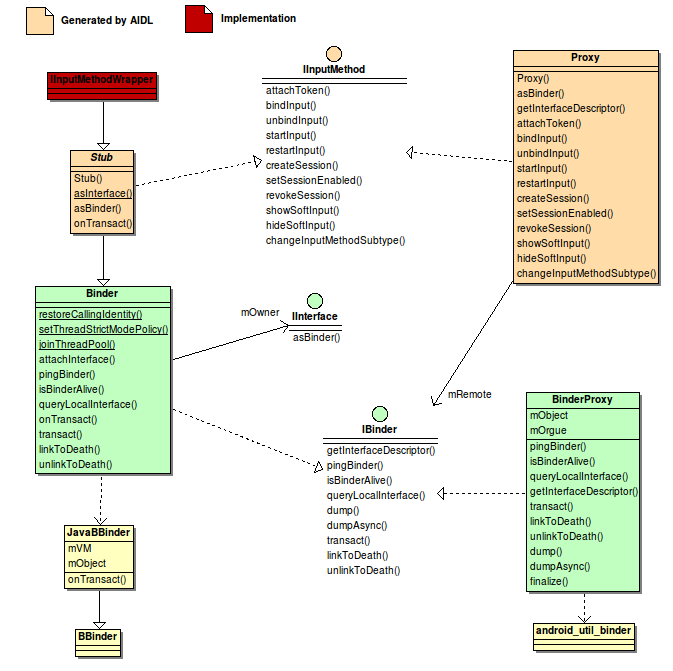 Generated by AIDL
Implementation
IInputMethodWrapper
Stub
Stub()
asInterface()
asBinder()
onTransact()
IInputMethod
attachToken()
bindInput()
unbindInput()
startInput()
restartInput()
createSession()
setSessionEnabled()
revokeSession()
showSoftInput()
hideSoftInput()
changeInputMethodSubtype()
Proxy
Proxy()
asBinder()
getInterfaceDescriptor()
attachToken()
bindInput()
unbindInput()
startInput()
restartInput()
createSession()
setSessionEnabled()
revokeSession()
showSoftInput()
hideSoftInput()
changeInputMethodSubtype()
Binder
restoreCallingIdentity()
setThreadStrictModePolicy()
joinThreadPool()
attachInterface()
pingBinder()
isBinderAlive()
queryLocalInterface()
onTransact()
transact()
linkToDeath()
unlinkToDeath()
mOwner
IInterface
asBinder()
mRemote
IBinder
getInterfaceDescriptor()
pingBinder()
isBinderAlive()
queryLocalInterface()
dump()
dumpAsync()
transact()
linkToDeath()
unlinkToDeath()
BinderProxy
mObject
mOrgue
pingBinder()
isBinderAlive()
queryLocalInterface()
getInterfaceDescriptor()
transact()
linkToDeath()
unlinkToDeath()
dump()
dumpAsync()
finalize()
JavaBBinder
mVM
mObject
onTransact()
BBinder
android_util_binder